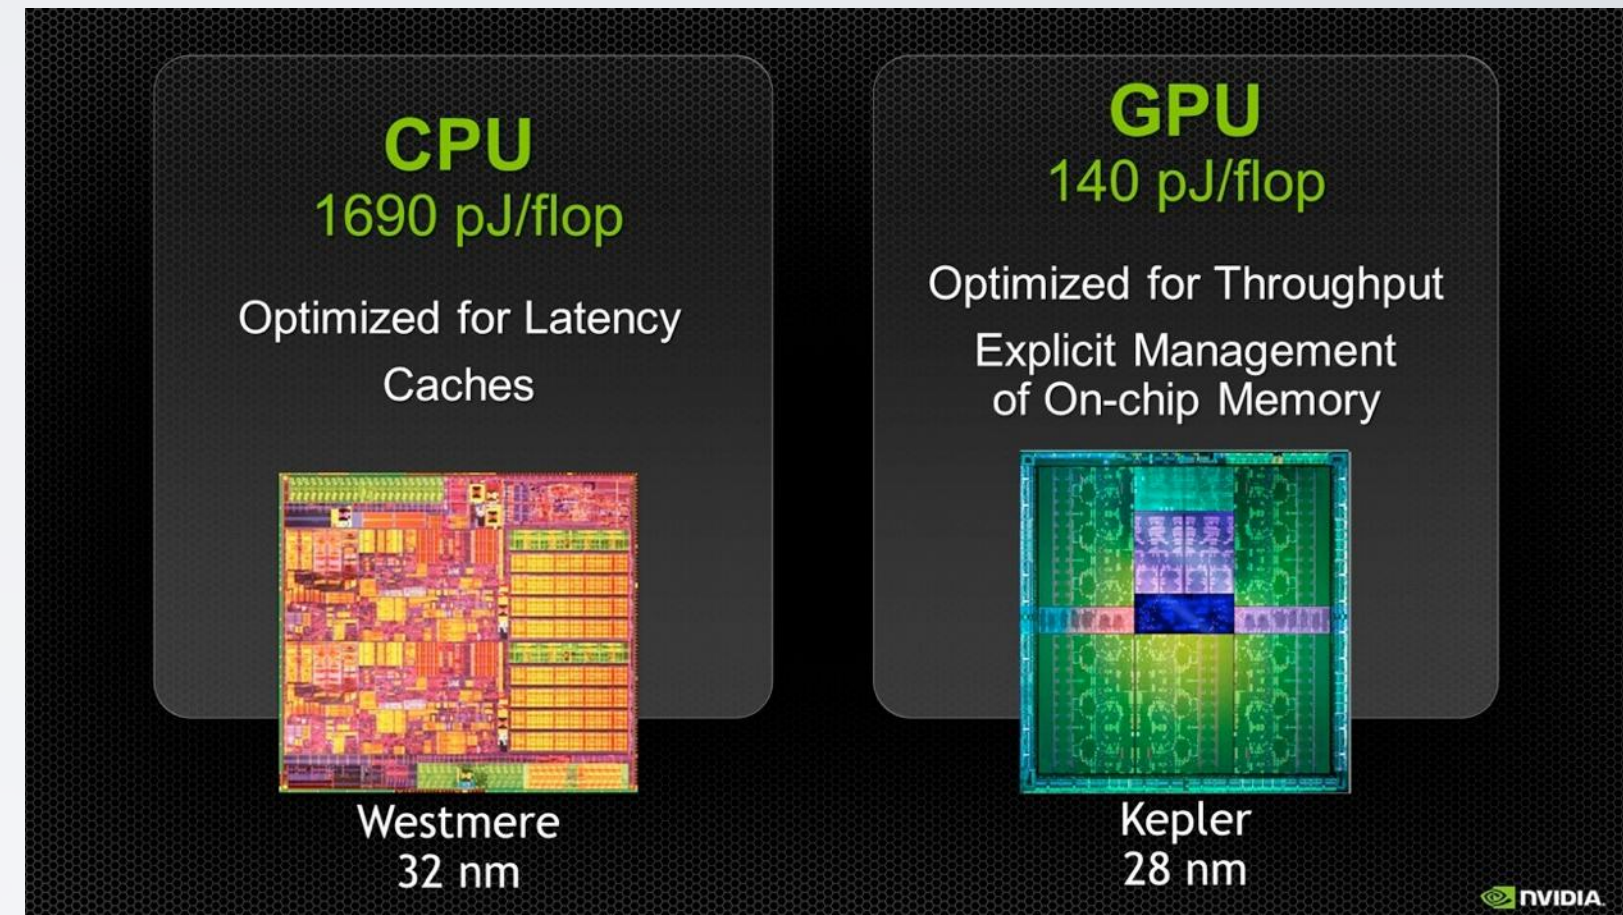 CPU
1690 pJ/flop
Optimized for Latency
Caches
Westmere
32 nm
GPU
140 pJ/flop
Optimized for Throughput
Explicit Management
of On-chip Memory
Kepler
28 nm
NVIDIA.